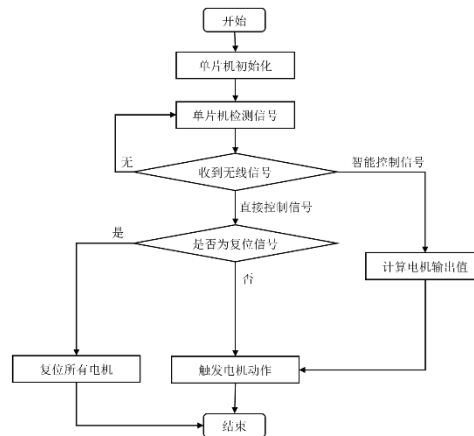 开始
单片机初始化
单片机检测信号
无
收到无线信号
智能控制信号
直接控制信号
是
是否为复位信号
否
计算电机输出值
复位所有电机
触发电机动作
结束